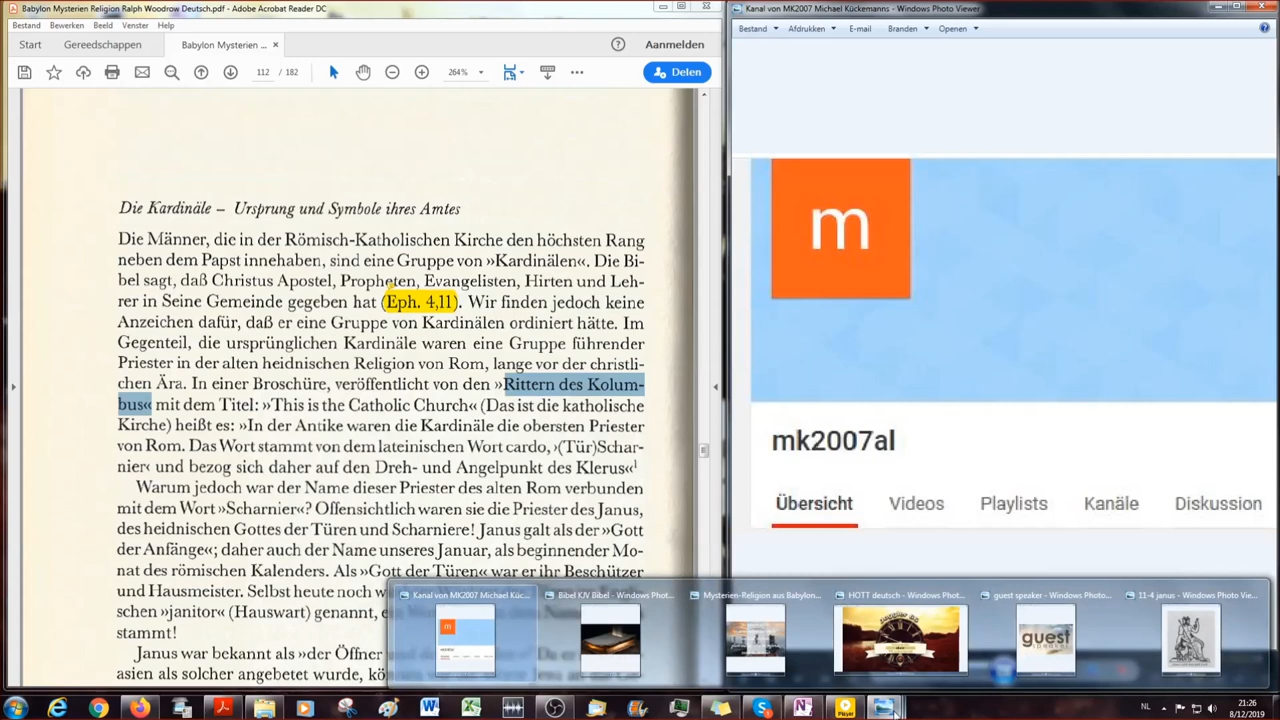 Babylon Mysterien Religion Ralph Woodrow Deutsch.pdf - Adobe Acrobat Reader DC
Bestand Bewerken Beeld Venster Help
Start Gereedschappen Babylon Mysterien ... × Aanmelden
112 / 182 264% Delen
Die Kardinäle – Ursprung und Symbole ihres Amtes
Die Männer, die in der Römisch-Katholischen Kirche den höchsten Rang
neben dem Papst innehaben, sind eine Gruppe von »Kardinälen«. Die Bi-
bel sagt, daß Christus Apostel, Propheten, Evangelisten, Hirten und Leh-
rer in Seine Gemeinde gegeben hat (Eph. 4,11). Wir finden jedoch keine
Anzeichen dafür, daß er eine Gruppe von Kardinälen ordiniert hätte. Im
Gegenteil, die ursprünglichen Kardinäle waren eine Gruppe führender
Priester in der alten heidnischen Religion von Rom, lange vor der christli-
chen Ära. In einer Broschüre, veröffentlicht von den »Rittern des Kolum-
bus« mit dem Titel: »This is the Catholic Church« (Das ist die katholische
Kirche) heißt es: »In der Antike waren die Kardinäle die obersten Priester
von Rom. Das Wort stammt von dem lateinischen Wort cardo, ›(Tür)Schar-
nier‹ und bezog sich daher auf den Dreh- und Angelpunkt des Klerus«¹
Warum jedoch war der Name dieser Priester des alten Rom verbunden
mit dem Wort »Scharnier«? Offensichtlich waren sie die Priester des Janus,
des heidnischen Gottes der Türen und Scharniere! Janus galt als der »Gott
der Anfänge«; daher auch der Name unseres Januar, als beginnender Mo-
nat des römischen Kalenders. Als »Gott der Türen« war er ihr Beschützer
und Hausmeister. Selbst heute noch w
schen »janitor« (Hauswart) genannt, e
stammt!
Janus war bekannt als »der Öffner
asien als solcher angebetet wurde, kö
Kanal von MK2007 Michael Kückemanns - Windows Photo Viewer
Bestand Afdrukken E-mail Branden Openen
m
mk2007al
Übersicht Videos Playlists Kanäle Diskussion
Kanal von MK2007 Michael Küc... Bibel KJV Bibel - Windows Phot... Mysterien-Religion aus Babylon... HOTT deutsch - Windows Phot... guest speaker - Windows Photo... 11-4 janus - Windows Photo Vie...
guest
speaker
NL 21:26
8/12/2019